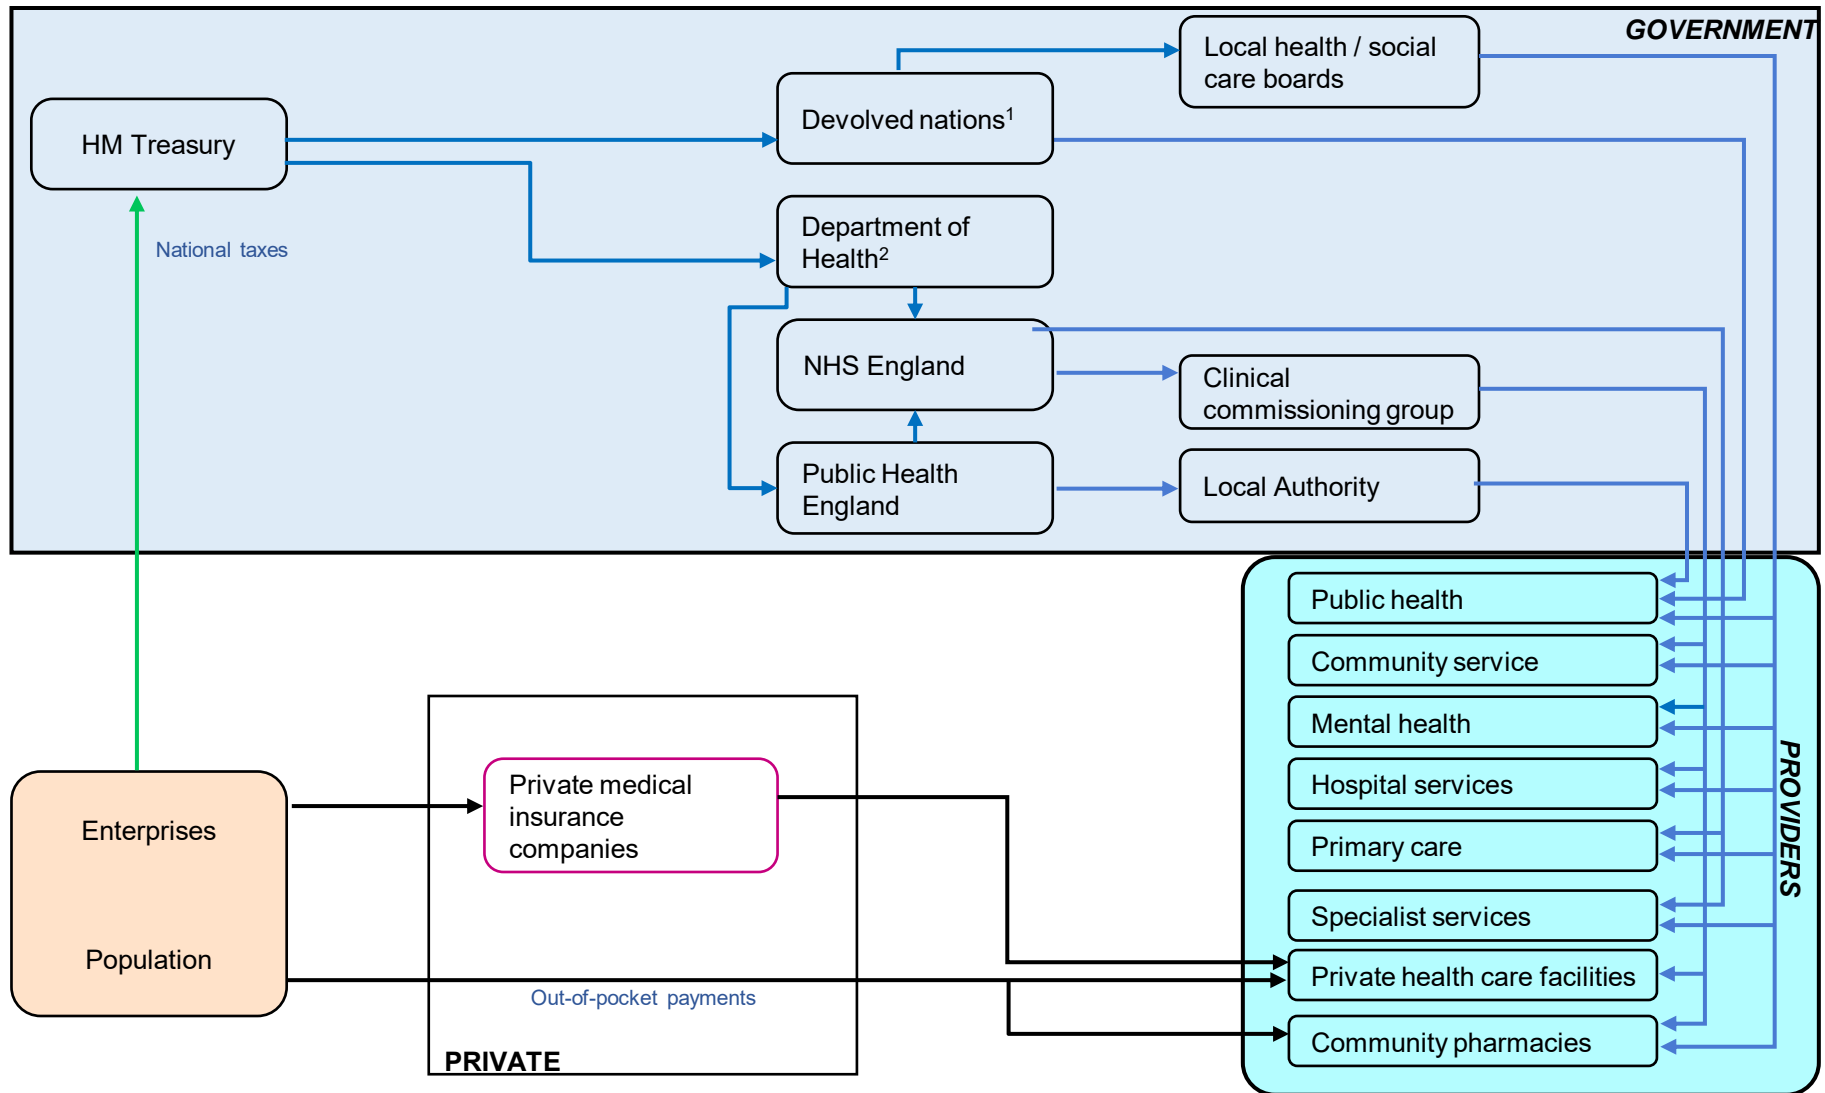 GOVERNMENT
Local health / social
care boards
HM Treasury
Devolved nations¹
National taxes
Department of
Health²
NHS England
Clinical
commissioning group
Public Health
England
Local Authority
Public health
Community service
Mental health
Hospital services
Primary care
Specialist services
Private health care facilities
Community pharmacies
PROVIDERS
Enterprises
Population
Private medical
insurance
companies
Out-of-pocket payments
PRIVATE